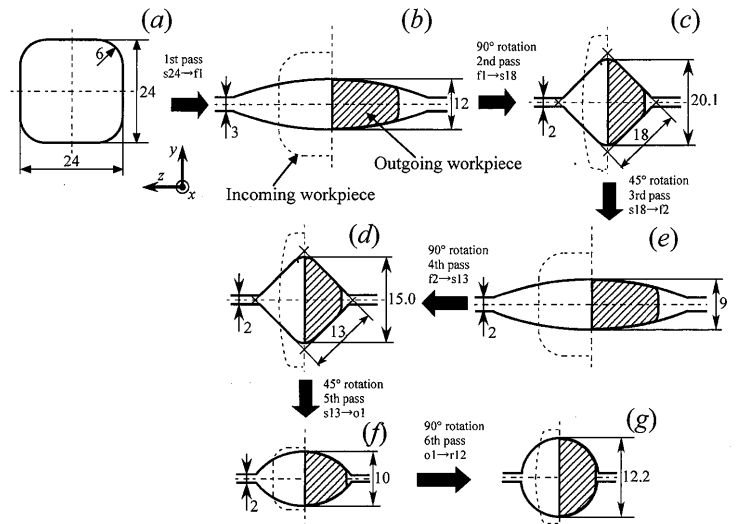 (a)
6
24
24
y
z
x
1st pass
s24→f1
(b)
3
12
Outgoing workpiece
Incoming workpiece
90° rotation
2nd pass
f1→s18
(c)
2
18
20.1
45° rotation
3rd pass
s18→f2
(d)
2
13
15.0
90° rotation
4th pass
f2→s13
(e)
2
9
45° rotation
5th pass
s13→o1
(f)
2
10
90° rotation
6th pass
o1→r12
(g)
12.2